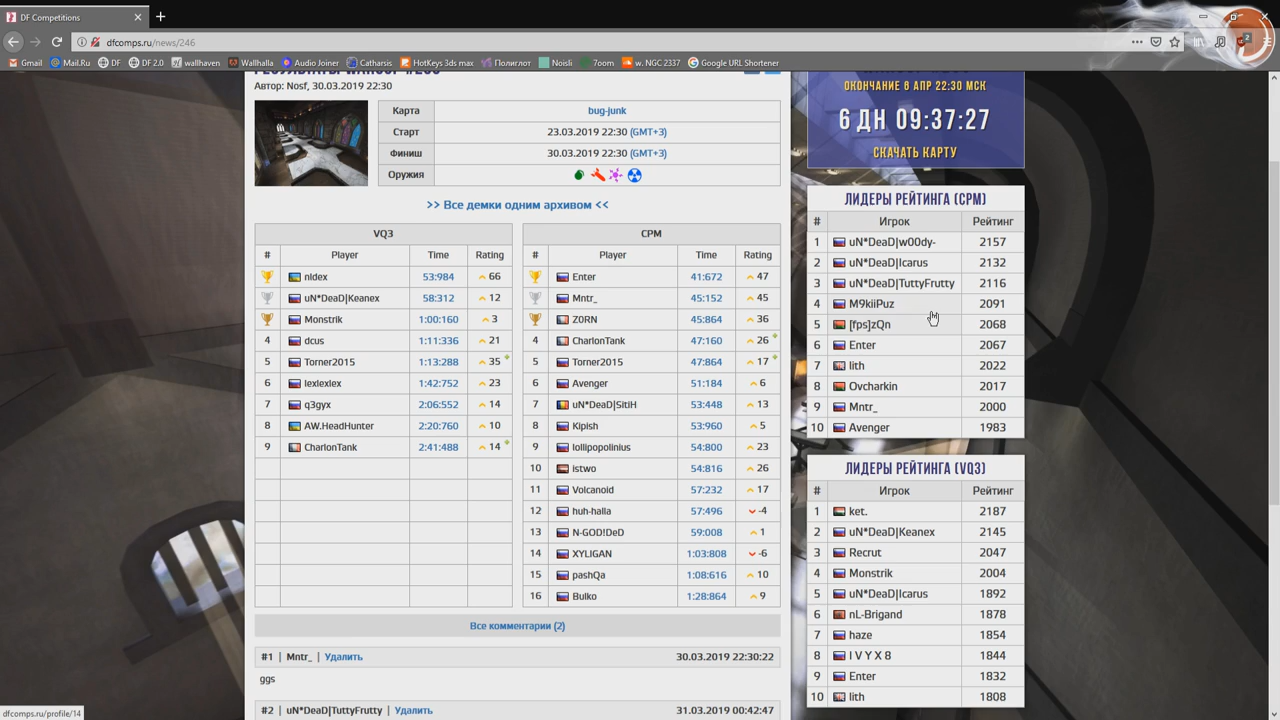 DF Competitions
dfcomps.ru/news/246
Gmail Mail.Ru DF DF 2.0 wallhaven Wallhalla Audio Joiner Catharsis HotKeys 3ds max Полиглот Noisli 7oom w. NGC 2337 Google URL Shortener
2
Автор: Nosf, 30.03.2019 22:30
Карта bug-junk
Старт 23.03.2019 22:30 (GMT+3)
Финиш 30.03.2019 22:30 (GMT+3)
Оружия
>> Все демки одним архивом <<
VQ3
# Player Time Rating
nldex 53:984 66
uN*DeaD|Keanex 58:312 12
Monstrik 1:00:160 3
4 dcus 1:11:336 21
5 Torner2015 1:13:288 35
6 lexlexlex 1:42:752 23
7 q3gyx 2:06:552 14
8 AW.HeadHunter 2:20:760 10
9 CharlonTank 2:41:488 14
CPM
# Player Time Rating
Enter 41:672 47
Mntr_ 45:152 45
Z0RN 45:864 36
4 CharlonTank 47:160 26
5 Torner2015 47:864 17
6 Avenger 51:184 6
7 uN*DeaD|SitiH 53:448 13
8 Kipish 53:960 5
9 lollipopolinius 54:800 23
10 istwo 54:816 26
11 Volcanoid 57:232 17
12 huh-halla 57:496 -4
13 N-GOD!DeD 59:008 1
14 XYLIGAN 1:03:808 -6
15 pashQa 1:08:616 10
16 Bulko 1:28:864 9
Все комментарии (2)
#1 | Mntr_ | Удалить 30.03.2019 22:30:22
ggs
#2 | uN*DeaD|TuttyFrutty | Удалить 31.03.2019 00:42:47
ОКОНЧАНИЕ 6 АПР 22:30 МСК
6 ДН 09:37:27
СКАЧАТЬ КАРТУ
ЛИДЕРЫ РЕЙТИНГА (CPM)
# Игрок Рейтинг
1 uN*DeaD|w00dy- 2157
2 uN*DeaD|Icarus 2132
3 uN*DeaD|TuttyFrutty 2116
4 M9kiiPuz 2091
5 [fps]zQn 2068
6 Enter 2067
7 lith 2022
8 Ovcharkin 2017
9 Mntr_ 2000
10 Avenger 1983
ЛИДЕРЫ РЕЙТИНГА (VQ3)
# Игрок Рейтинг
1 ket. 2187
2 uN*DeaD|Keanex 2145
3 Recrut 2047
4 Monstrik 2004
5 uN*DeaD|Icarus 1892
6 nL-Brigand 1878
7 haze 1854
8 I V Y X 8 1844
9 Enter 1832
10 lith 1808
dfcomps.ru/profile/14